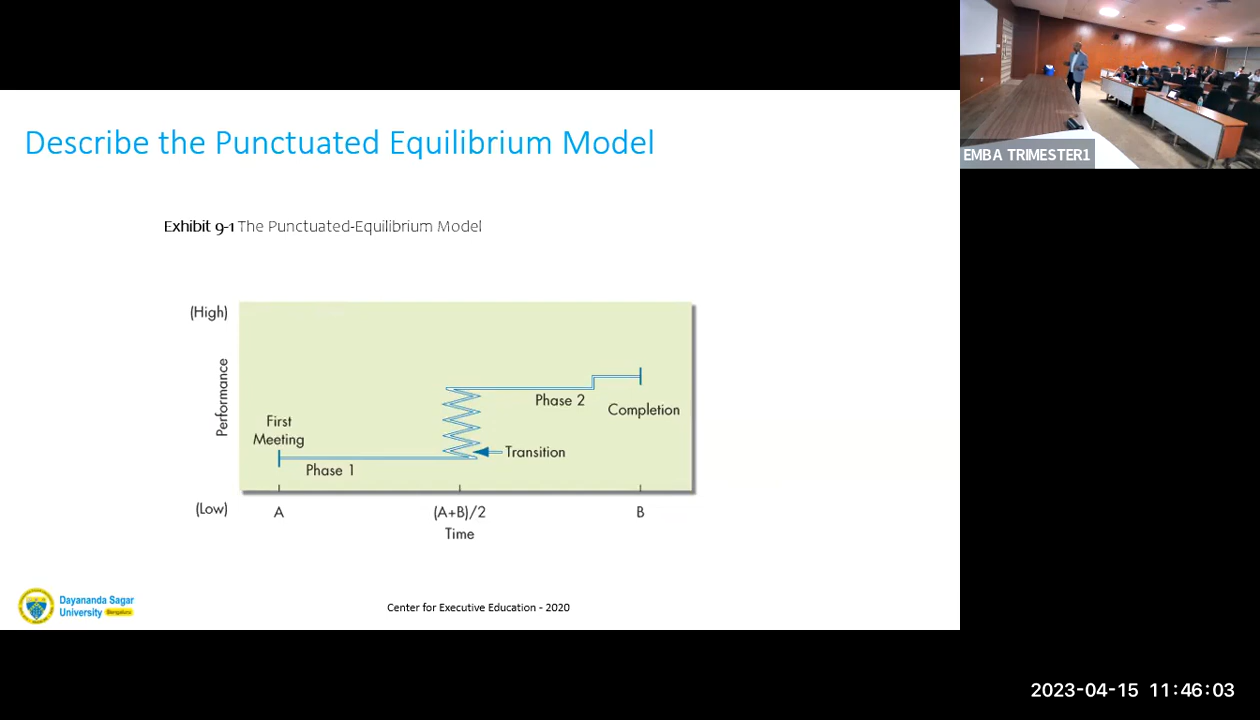 Describe the Punctuated Equilibrium Model
EMBA TRIMESTER1
Exhibit 9-1 The Punctuated-Equilibrium Model
(High)
Performance
(Low)
First
Meeting
Phase 1
Transition
Phase 2
Completion
A
(A+B)/2
B
Time
Dayananda Sagar
University Bengaluru
Center for Executive Education - 2020
2023-04-15 11:46:03